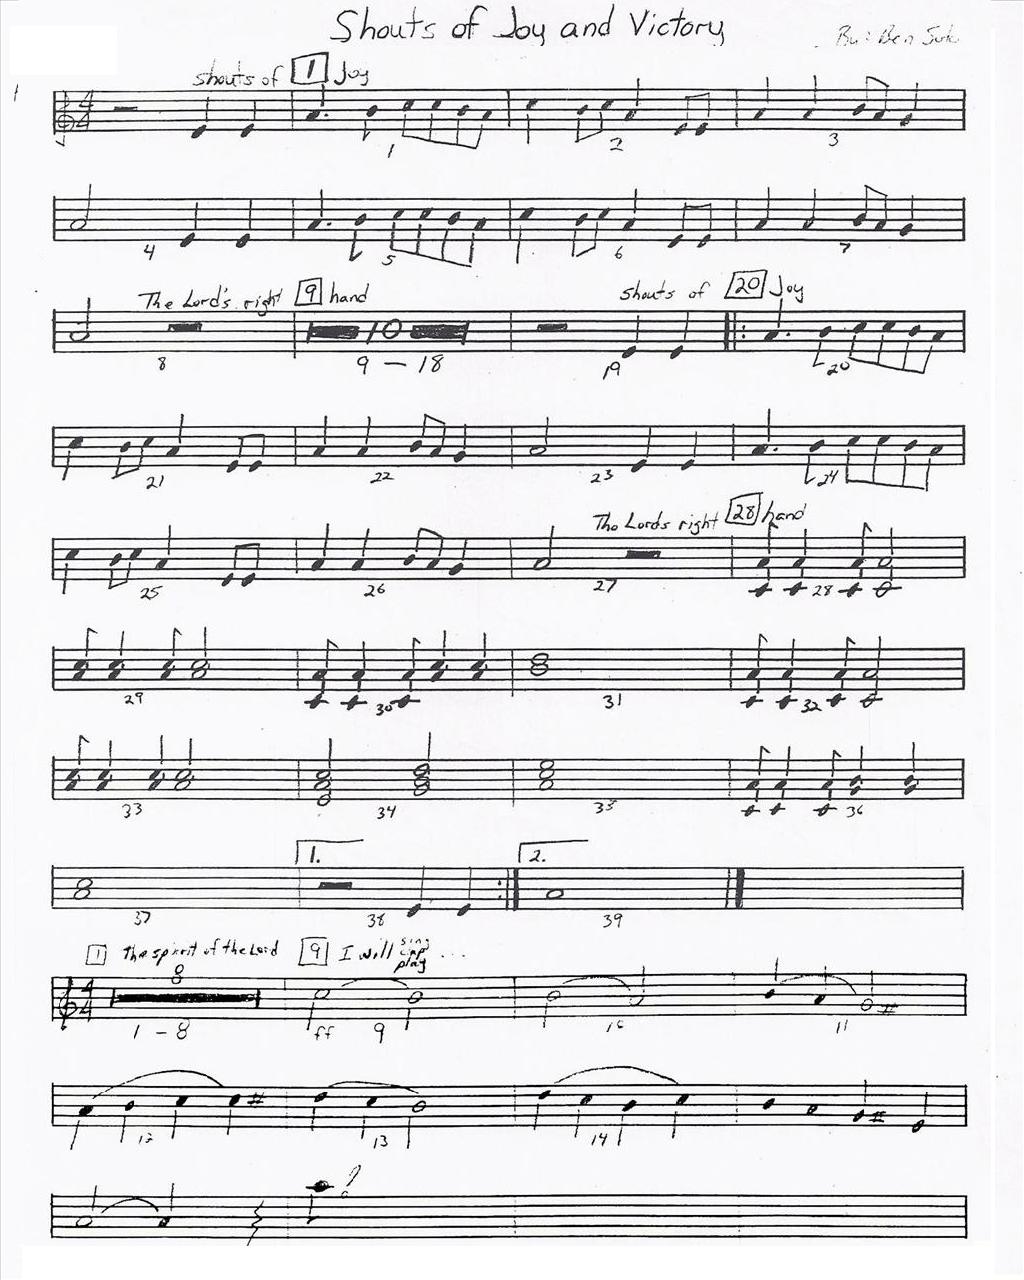 Shouts of Joy and Victory
By: Ben
1
shouts of 1 Joy
1 2 3
4 5 6 7
The Lord's right 9 hand shouts of 20 Joy
10
8 9 - 18 19 20
21 22 23 24
The Lords right 28 hand
25 26 27 28
29 30 31 32
33 34 35 36
1. 2.
37 38 39
1 The spirit of the Lord 9 I will sing clap play ...
8
1 - 8 ff 9 10 11
12 13 14